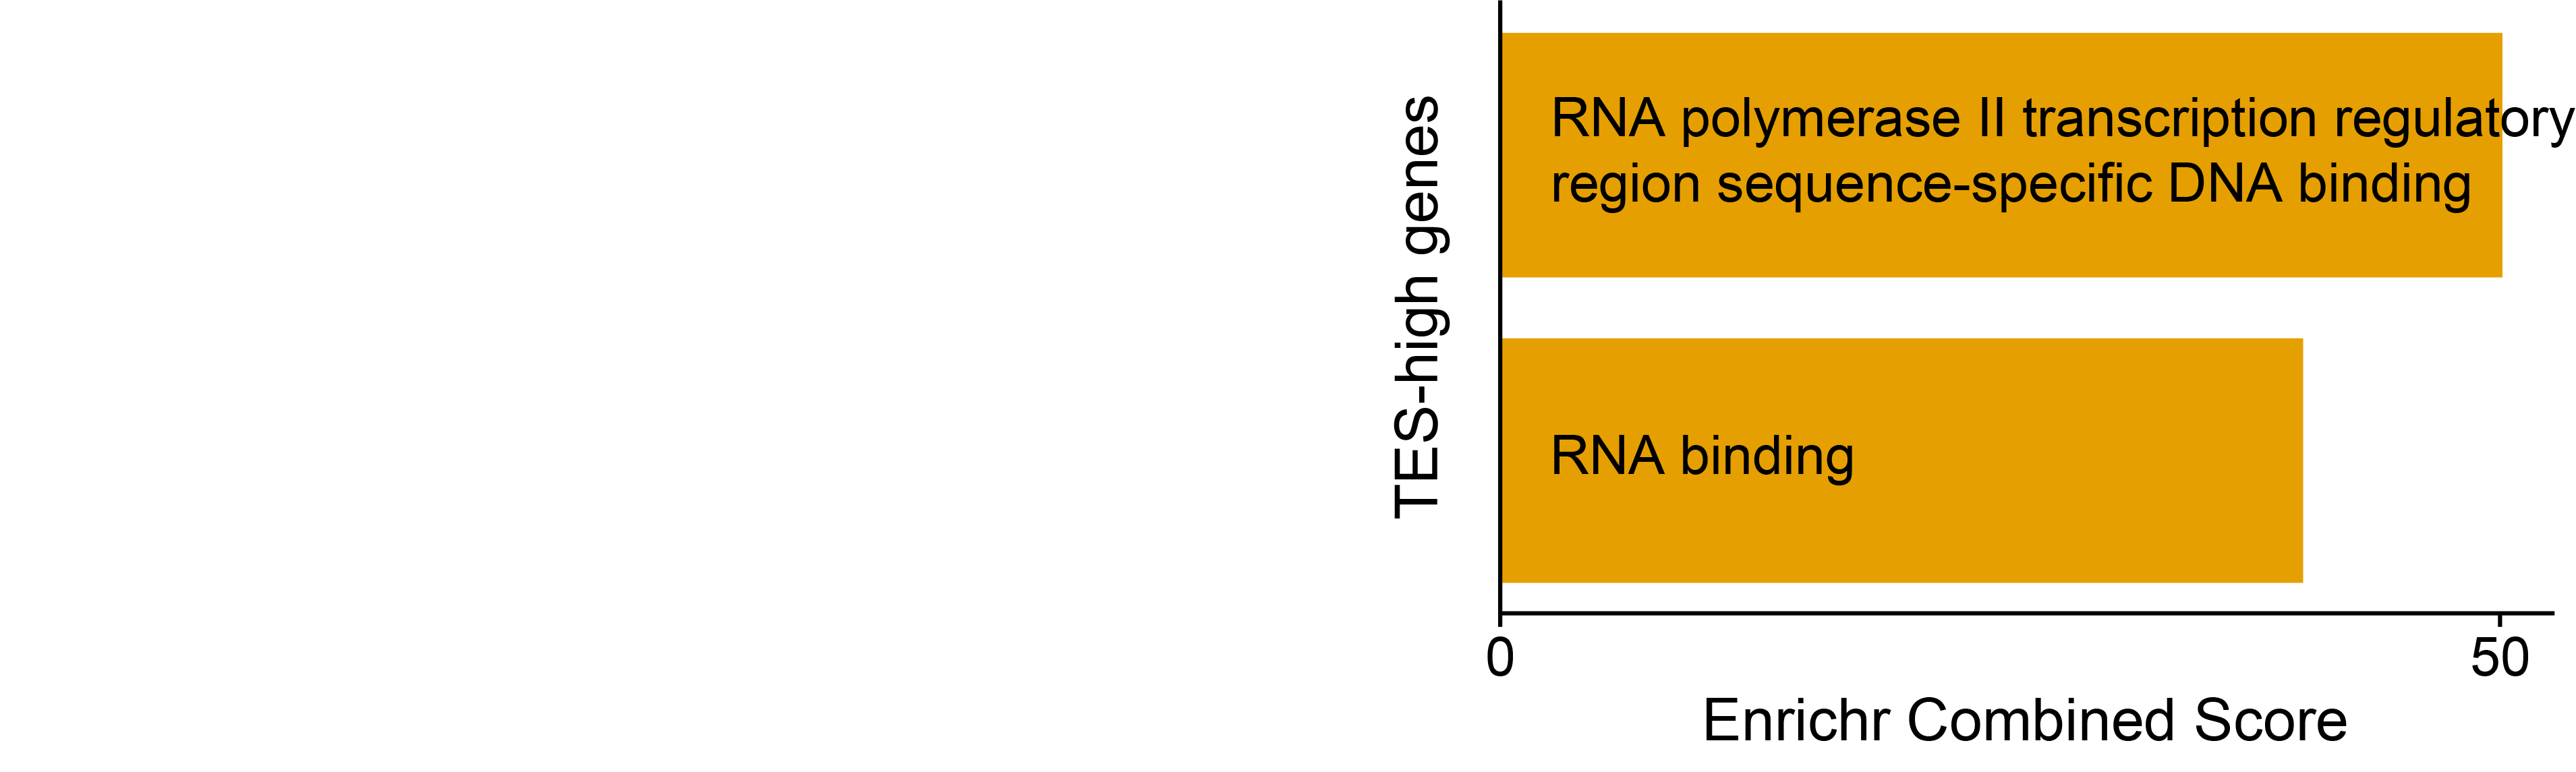 TES-high genes
RNA polymerase II transcription regulatory
region sequence-specific DNA binding
RNA binding
0
50
Enrichr Combined Score